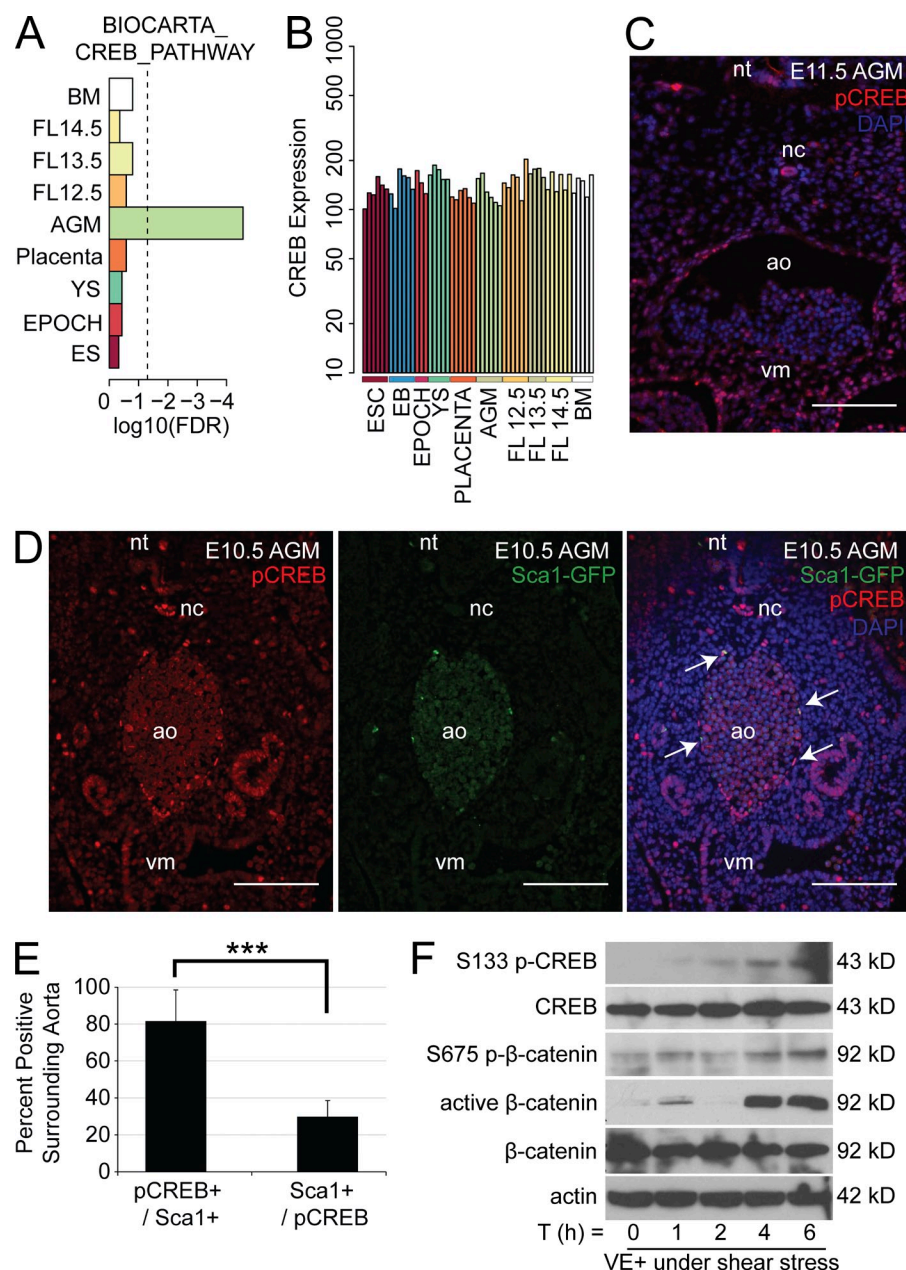 A
BIOCARTA_
CREB_PATHWAY
BM
FL14.5
FL13.5
FL12.5
AGM
Placenta
YS
EPOCH
ES
0 −1 −2 −3 −4
log10(FDR)
B
CREB Expression
1000
500
200
100
50
20
10
ESC
EB
EPOCH
YS
PLACENTA
AGM
FL 12.5
FL 13.5
FL 14.5
BM
C
nt
E11.5 AGM
pCREB
DAPI
nc
ao
vm
D
nt
E10.5 AGM
pCREB
nc
ao
vm
E10.5 AGM
Sca1-GFP
nc
ao
vm
nt
E10.5 AGM
Sca1-GFP
pCREB
DAPI
nc
ao
vm
E
***
Percent Positive
Surrounding Aorta
100
80
60
40
20
0
pCREB+
/ Sca1+
Sca1+
/ pCREB
F
S133 p-CREB 43 kD
CREB 43 kD
S675 p-β-catenin 92 kD
active β-catenin 92 kD
β-catenin 92 kD
actin 42 kD
T (h) = 0 1 2 4 6
VE+ under shear stress